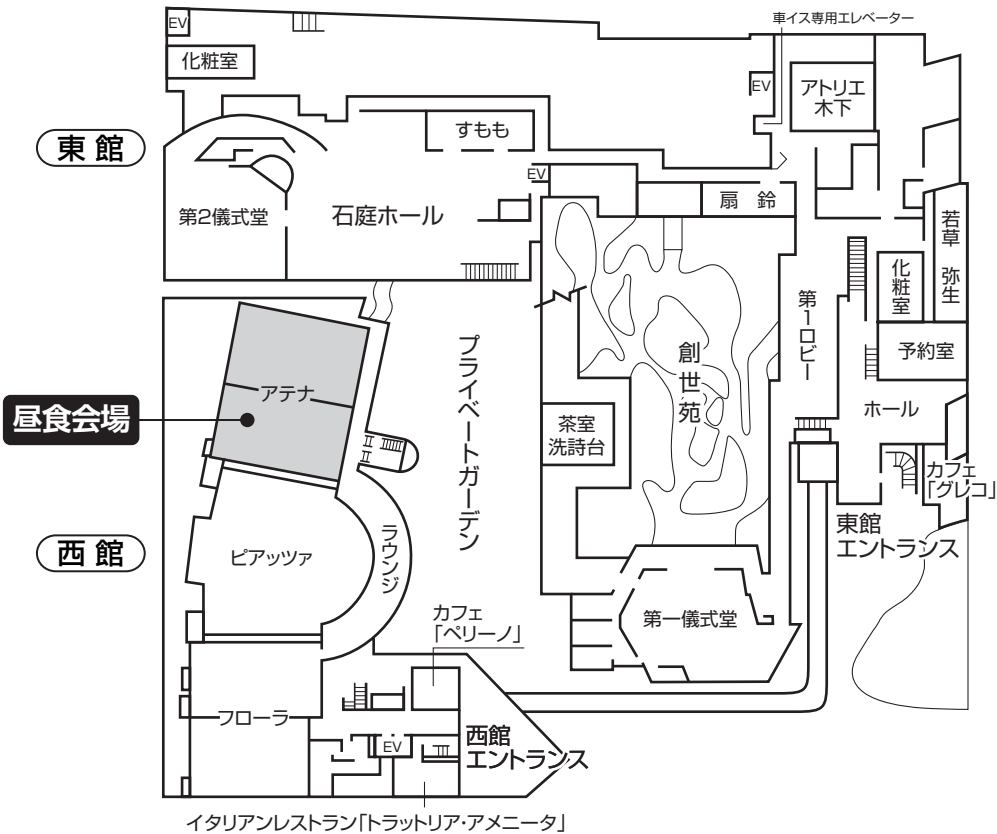 車イス専用エレベーター
EV
化粧室
EV
アトリエ
木下
東 館
すもも
EV
扇 鈴
第2儀式堂
石庭ホール
若草 弥生
化粧室
第1ロビー
予約室
プライベートガーデン
創世苑
アテナ
ホール
昼食会場
茶室
洗詩台
カフェ
「グレコ」
東館
エントランス
西 館
ピアッツァ
ラウンジ
カフェ
「ペリーノ」
第一儀式堂
フローラ
EV
西館
エントランス
イタリアンレストラン「トラットリア・アメニータ」